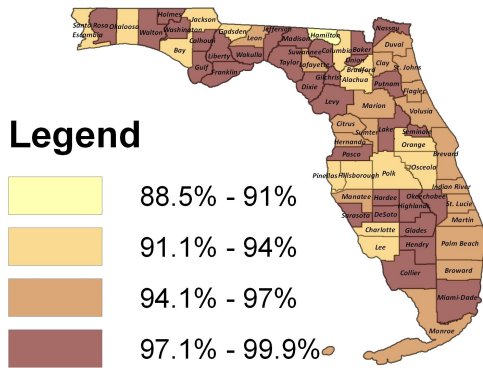 Holmes
Jackson
Santa Rosa
Okaloosa
Escambia
Walton
Washington
Bay
Calhoun
Gulf
Gadsden
Liberty
Franklin
Leon
Wakulla
Jefferson
Madison
Taylor
Hamilton
Suwannee
Lafayette
Dixie
Columbia
Gilchrist
Levy
Baker
Union
Bradford
Alachua
Nassau
Duval
Clay
St. Johns
Putnam
Flagler
Marion
Volusia
Citrus
Sumter
Lake
Seminole
Hernando
Orange
Pasco
Brevard
Osceola
Pinellas
Hillsborough
Polk
Indian River
Manatee
Hardee
Okeechobee
Highlands
St. Lucie
Sarasota
DeSoto
Martin
Charlotte
Glades
Lee
Hendry
Palm Beach
Collier
Broward
Miami-Dade
Monroe
Legend
88.5% - 91%
91.1% - 94%
94.1% - 97%
97.1% - 99.9%